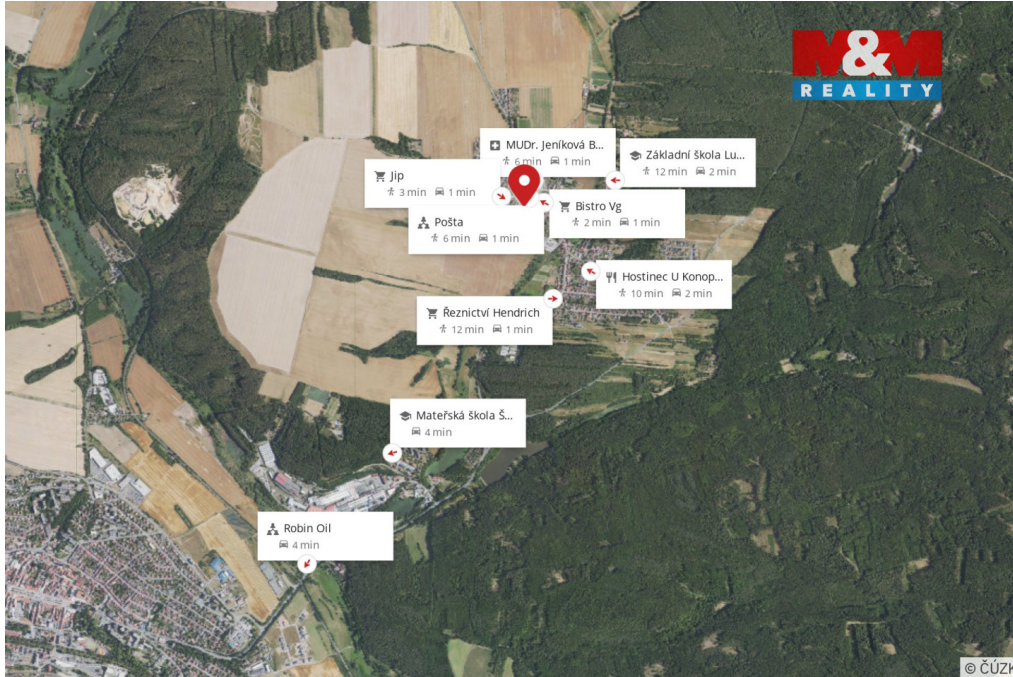 M&M
REALITY
MUDr. Jeníková B...
6 min 1 min
Základní škola Lu...
12 min 2 min
Jip
3 min 1 min
Bistro Vg
2 min 1 min
Pošta
6 min 1 min
Hostinec U Konop...
10 min 2 min
Řeznictví Hendrich
12 min 1 min
Mateřská škola Š...
4 min
Robin Oil
4 min
© ČÚZK